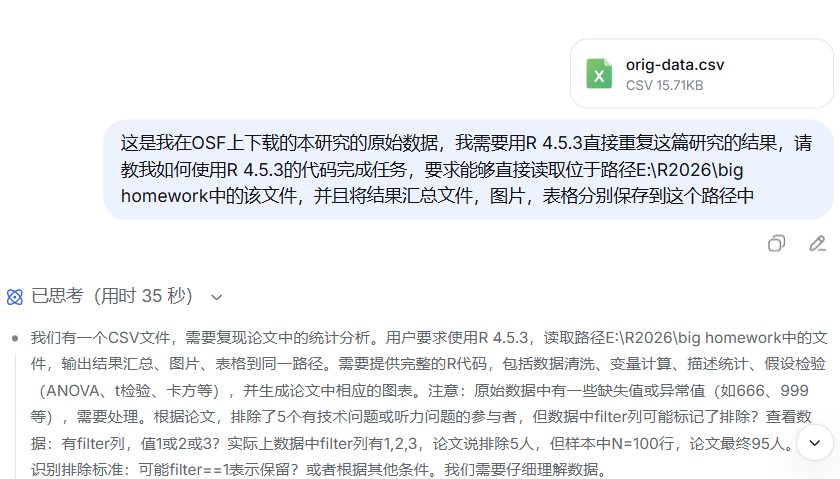 orig-data.csv
CSV 15.71KB
这是我在OSF上下载的本研究的原始数据，我需要用R 4.5.3直接重复这篇研究的结果，请
教我如何使用R 4.5.3的代码完成任务，要求能够直接读取位于路径E:\R2026\big
homework中的该文件，并且将结果汇总文件，图片，表格分别保存到这个路径中
已思考（用时 35 秒）
我们有一个CSV文件，需要复现论文中的统计分析。用户要求使用R 4.5.3，读取路径E:\R2026\big homework中的文
件，输出结果汇总、图片、表格到同一路径。需要提供完整的R代码，包括数据清洗、变量计算、描述统计、假设检验
（ANOVA、t检验、卡方等），并生成论文中相应的图表。注意：原始数据中有一些缺失值或异常值（如666、999
等），需要处理。根据论文，排除了5个有技术问题或听力问题的参与者，但数据中filter列可能标记了排除？查看数
据：有filter列，值1或2或3？实际上数据中filter列有1,2,3，论文说排除5人，但样本中N=100行，论文最终95人。
识别排除标准：可能filter==1表示保留？或者根据其他条件。我们需要仔细理解数据。